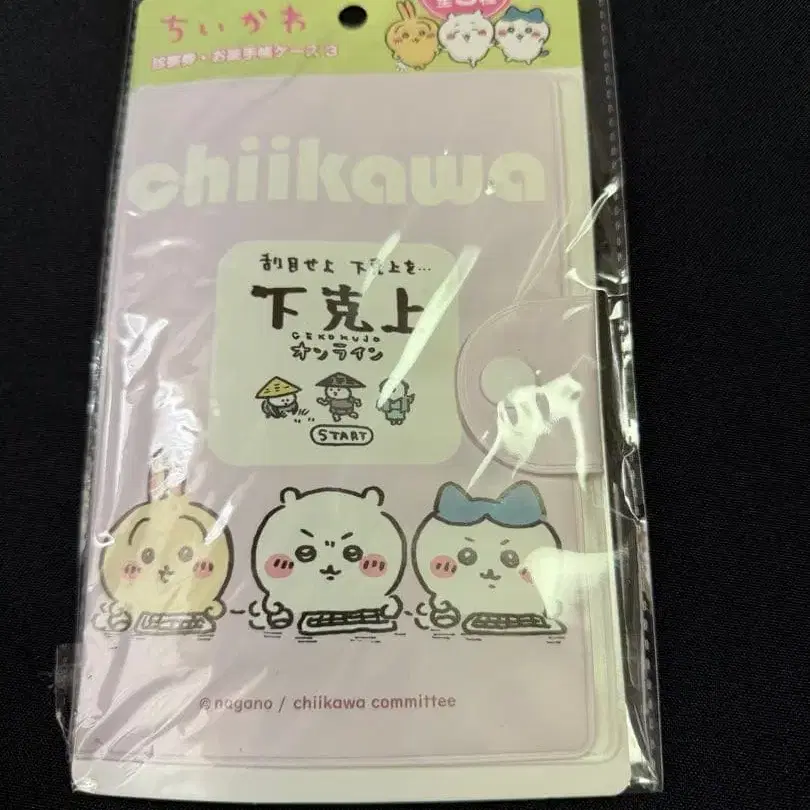 ちいかわ
診察券・お薬手帳ケース 3
chiikawa
刮目せよ 下克上を…
下克上
GEKOKUJO
オンライン
START
©nagano / chiikawa committee